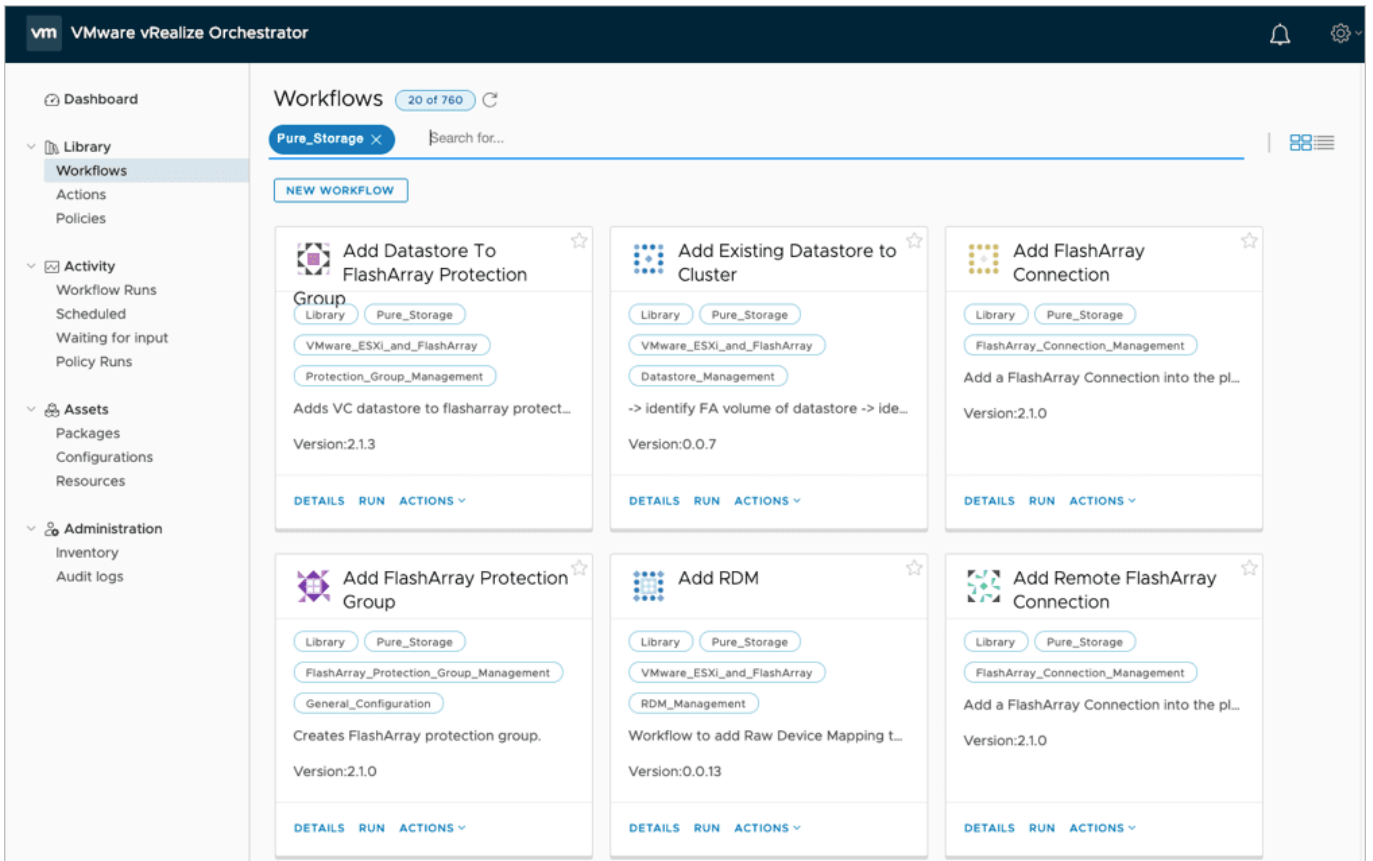 vm VMware vRealize Orchestrator
Dashboard
Library
Workflows
Actions
Policies
Activity
Workflow Runs
Scheduled
Waiting for input
Policy Runs
Assets
Packages
Configurations
Resources
Administration
Inventory
Audit logs
Workflows 20 of 760
Pure_Storage Search for...
NEW WORKFLOW
Add Datastore To
FlashArray Protection
Group
Library Pure_Storage
VMware_ESXi_and_FlashArray
Protection_Group_Management
Adds VC datastore to flasharray protect...
Version:2.1.3
DETAILS RUN ACTIONS
Add Existing Datastore to
Cluster
Library Pure_Storage
VMware_ESXi_and_FlashArray
Datastore_Management
-> identify FA volume of datastore -> ide...
Version:0.0.7
DETAILS RUN ACTIONS
Add FlashArray
Connection
Library Pure_Storage
FlashArray_Connection_Management
Add a FlashArray Connection into the pl...
Version:2.1.0
DETAILS RUN ACTIONS
Add FlashArray Protection
Group
Library Pure_Storage
FlashArray_Protection_Group_Management
General_Configuration
Creates FlashArray protection group.
Version:2.1.0
DETAILS RUN ACTIONS
Add RDM
Library Pure_Storage
VMware_ESXi_and_FlashArray
RDM_Management
Workflow to add Raw Device Mapping t...
Version:0.0.13
DETAILS RUN ACTIONS
Add Remote FlashArray
Connection
Library Pure_Storage
FlashArray_Connection_Management
Add a FlashArray Connection into the pl...
Version:2.1.0
DETAILS RUN ACTIONS